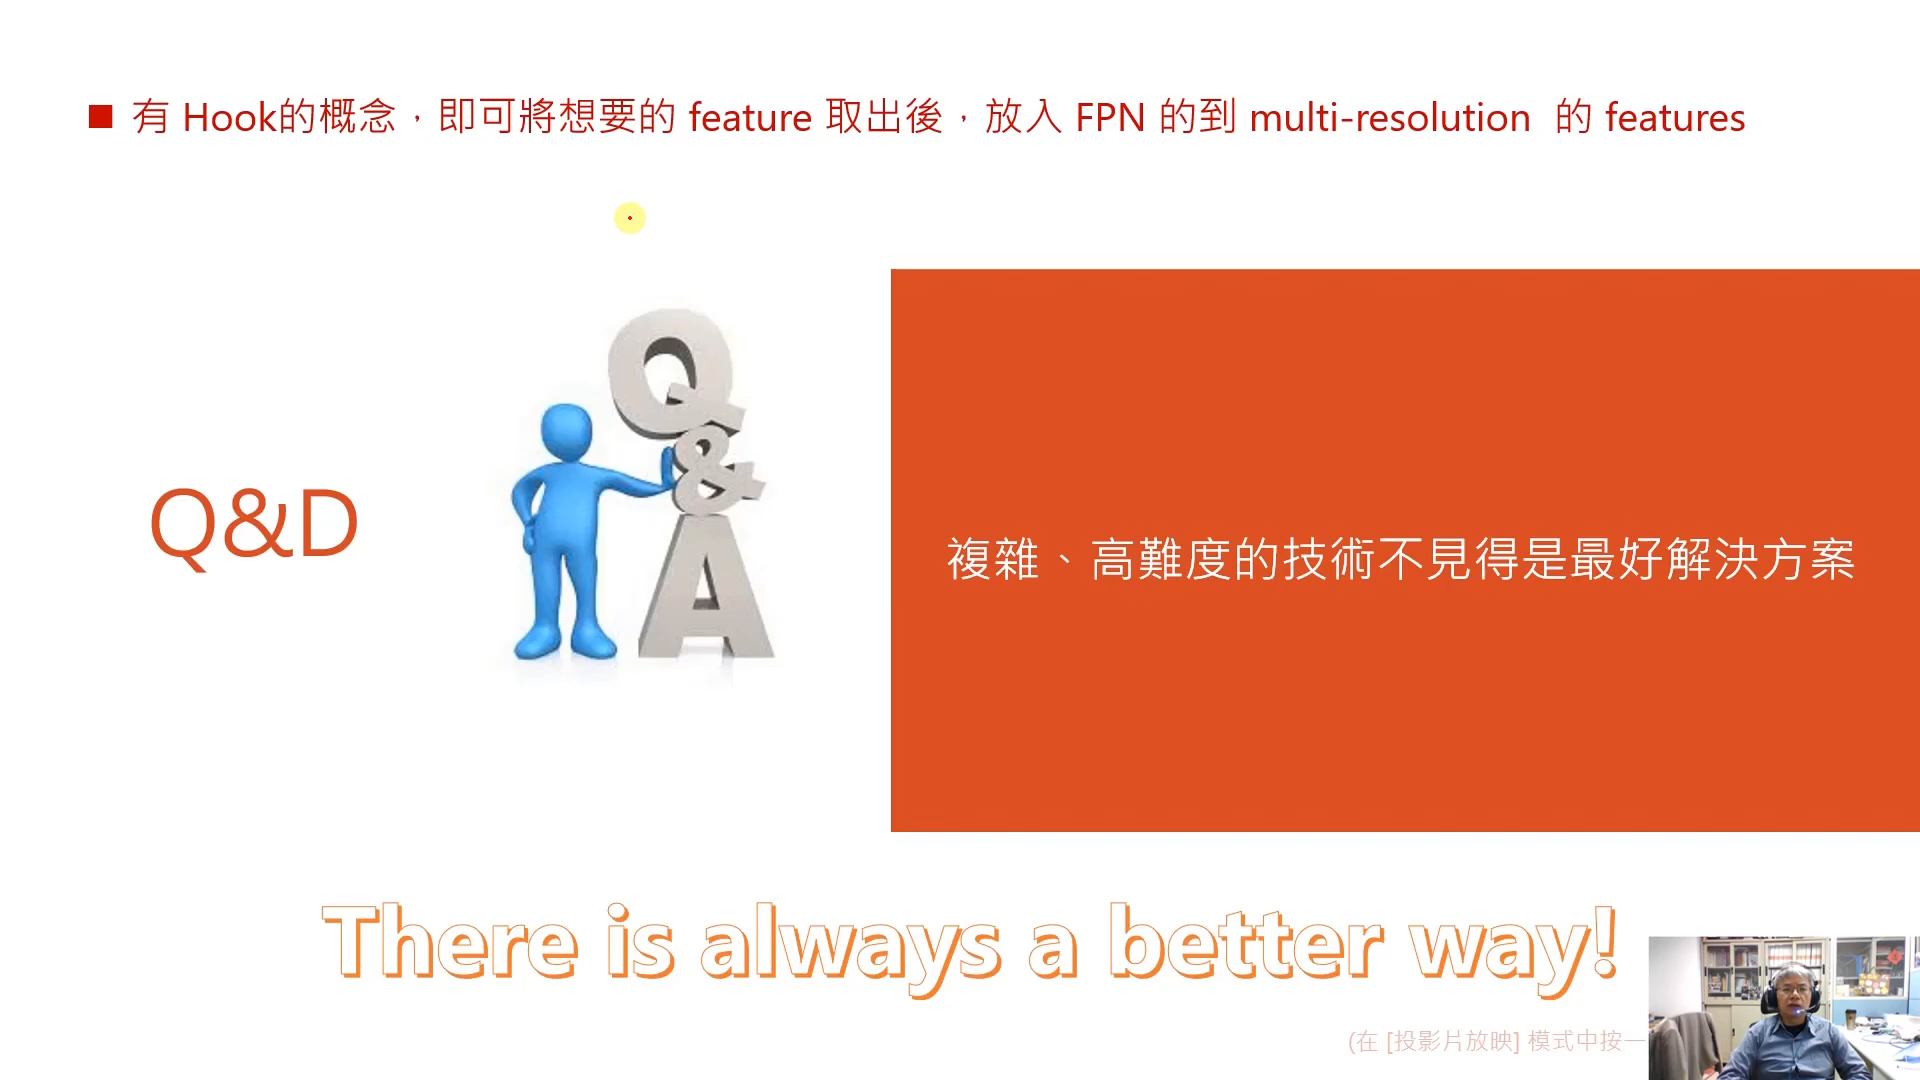 ■ 有 Hook的概念，即可將想要的 feature 取出後，放入 FPN 的到 multi-resolution 的 features
Q
&
A
Q&D
複雜、高難度的技術不見得是最好解決方案
There is always a better way!
(在 [投影片放映] 模式中按一